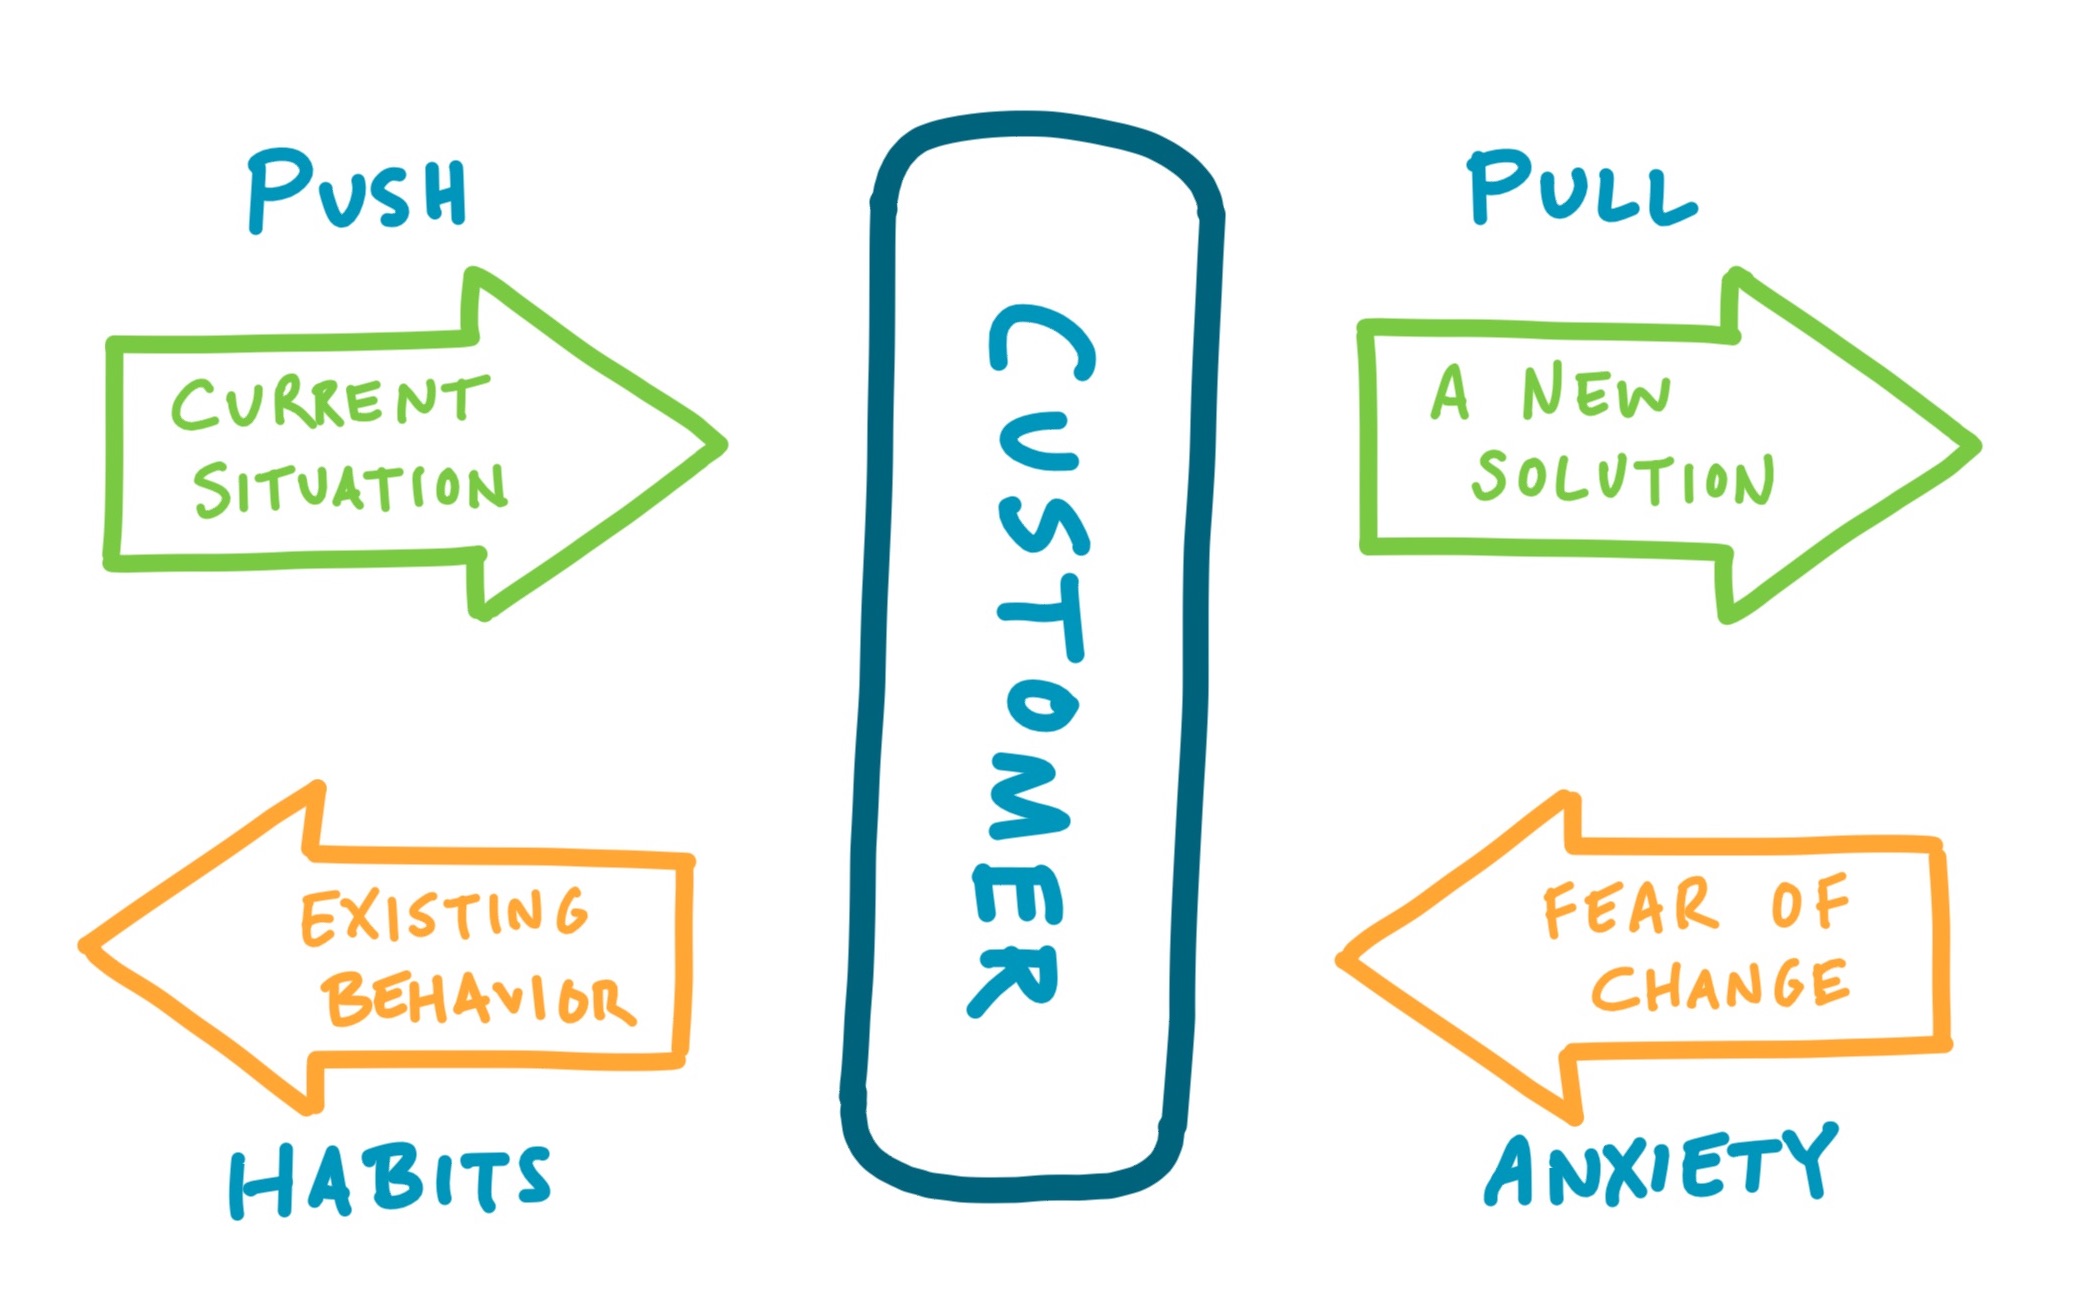 PUSH
CURRENT
SITUATION
EXISTING
BEHAVIOR
HABITS
CUSTOMER
PULL
A NEW
SOLUTION
FEAR OF
CHANGE
ANXIETY